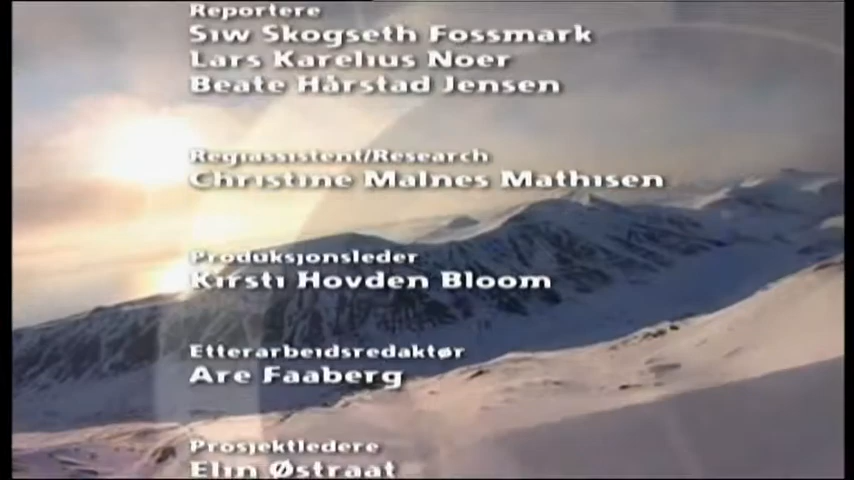 Reportere
Siw Skogseth Fossmark
Lars Karelius Noer
Beate Hårstad Jensen
Regiassistent/Research
Christine Malnes Mathisen
Produksjonsleder
Kirsti Hovden Bloom
Etterarbeidsredaktør
Are Faaberg
Prosjektledere
Elin Østraat